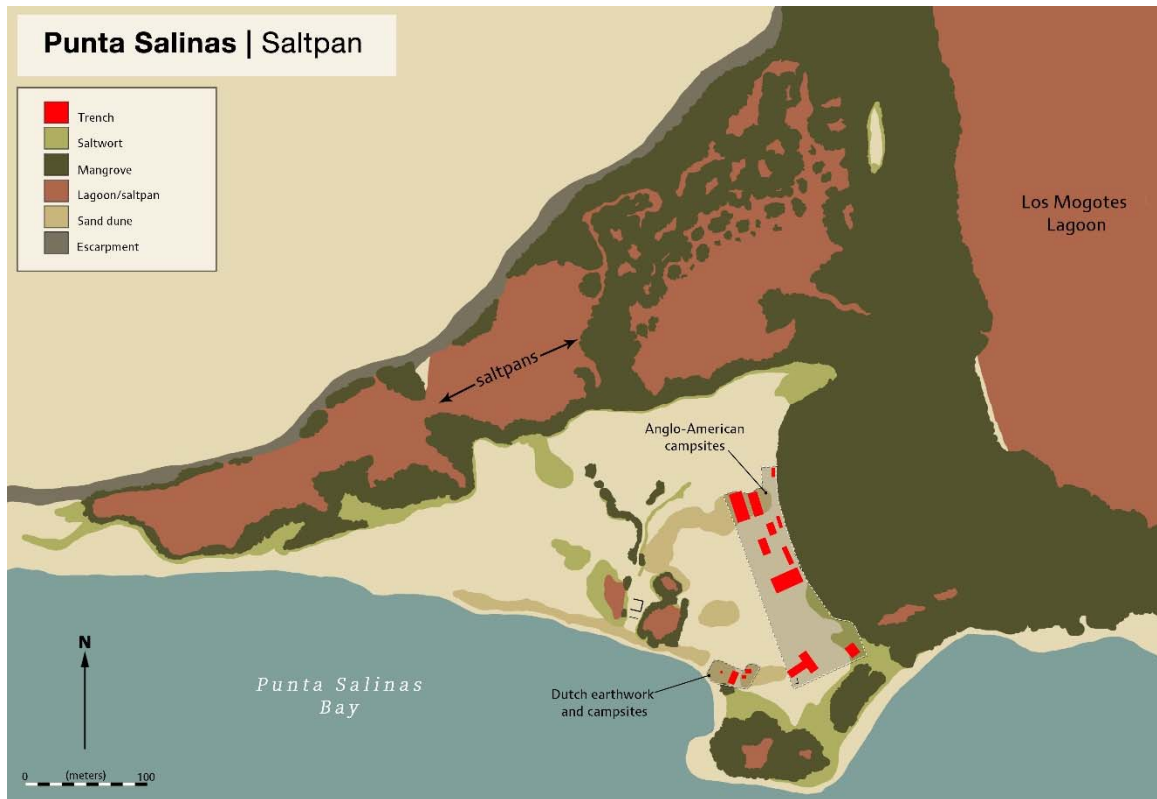 Punta Salinas | Saltpan
Trench
Saltwort
Mangrove
Lagoon/saltpan
Sand dune
Escarpment
Los Mogotes
Lagoon
saltpans
Anglo-American
campsites
Dutch earthwork
and campsites
Punta Salinas
Bay
N
0 (meters) 100